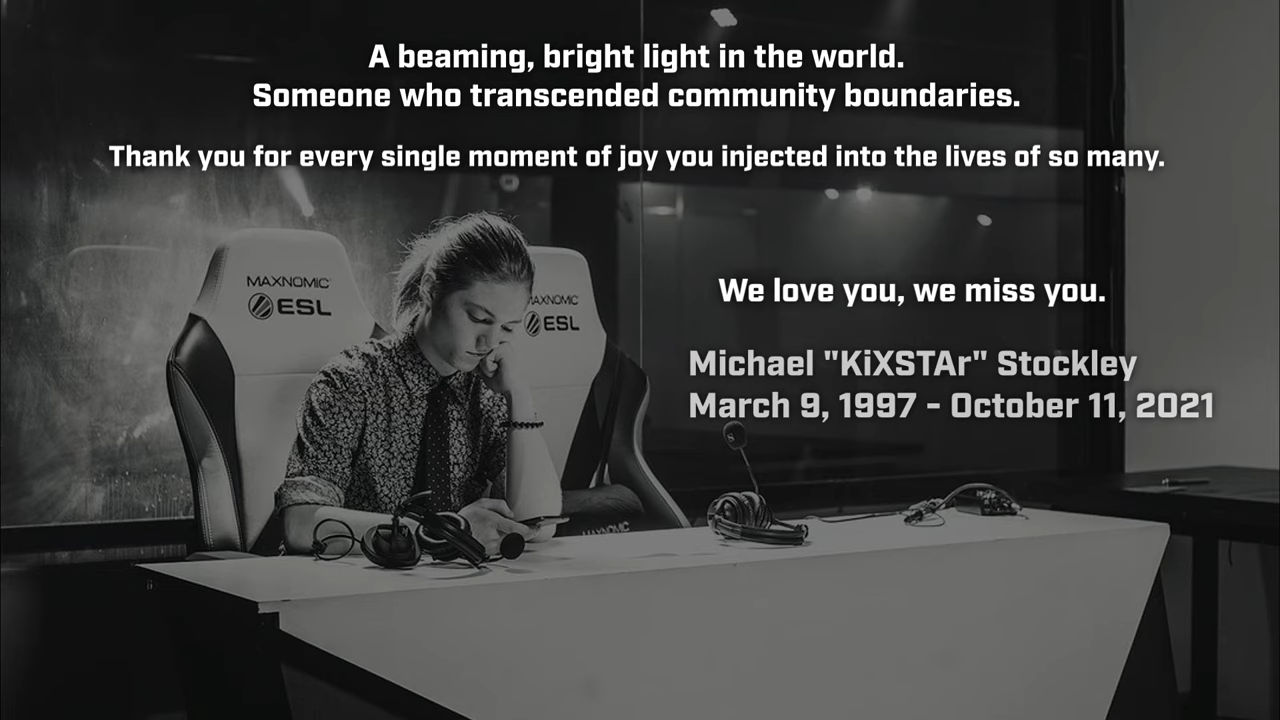 A beaming, bright light in the world.
Someone who transcended community boundaries.
Thank you for every single moment of joy you injected into the lives of so many.
We love you, we miss you.
Michael "KiXSTAr" Stockley
March 9, 1997 - October 11, 2021
MAXNOMIC
ESL
MAXNOMIC
ESL
MAXNOMIC